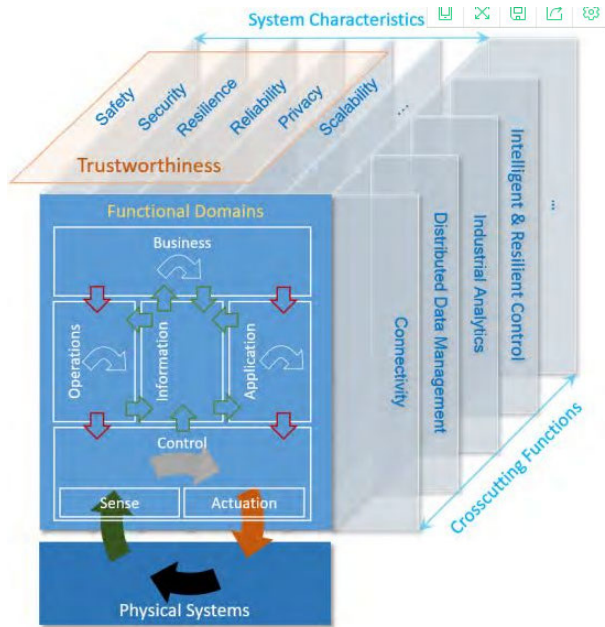 System Characteristics
Safety
Security
Resilience
Reliability
Privacy
Scalability
...
Trustworthiness
Functional Domains
Business
Operations
Information
Application
Control
Sense
Actuation
Physical Systems
Connectivity
Distributed Data Management
Industrial Analytics
Intelligent & Resilient Control
...
Crosscutting Functions